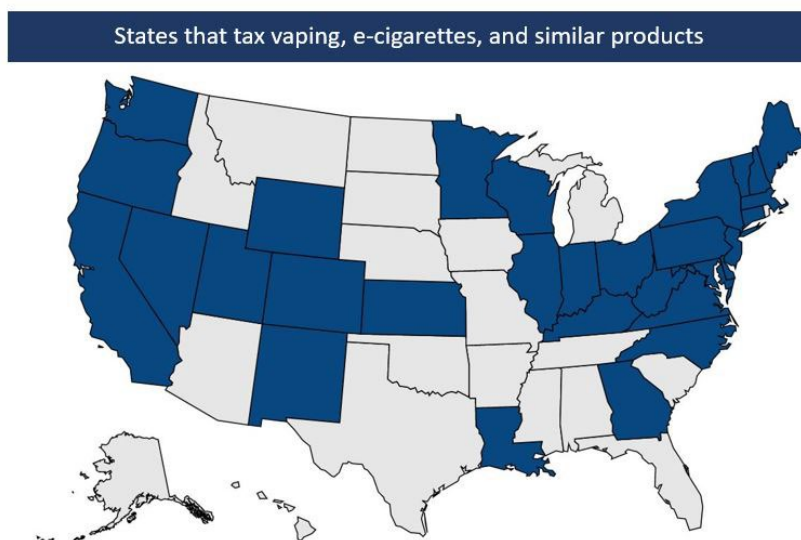 States that tax vaping, e-cigarettes, and similar products